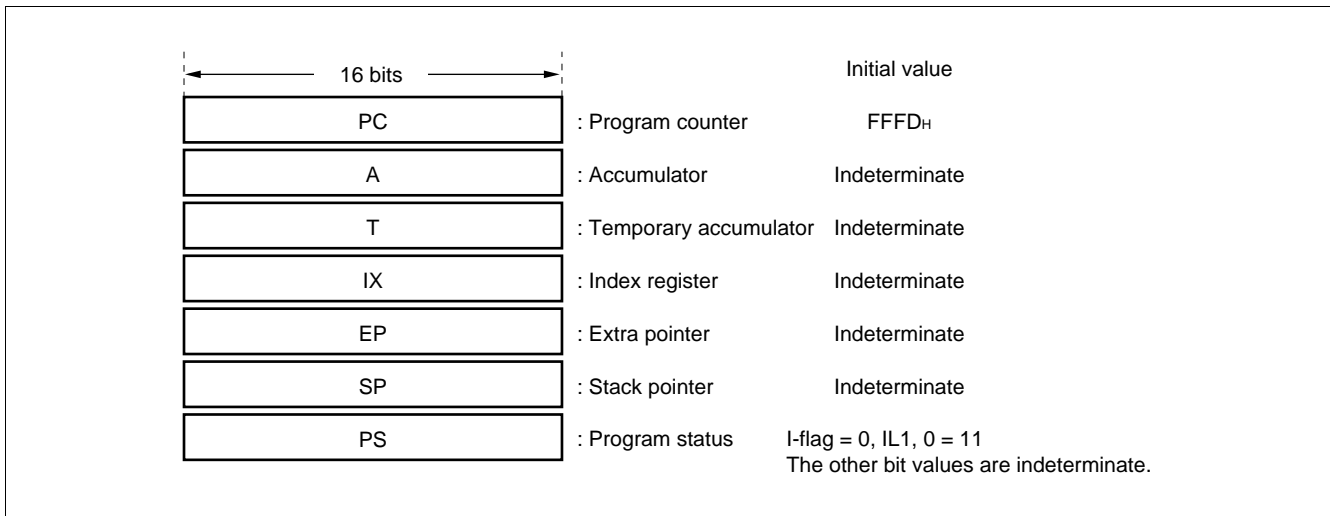 16 bits Initial value
PC : Program counter FFFDH
A : Accumulator Indeterminate
T : Temporary accumulator Indeterminate
IX : Index register Indeterminate
EP : Extra pointer Indeterminate
SP : Stack pointer Indeterminate
PS : Program status I-flag = 0, IL1, 0 = 11
The other bit values are indeterminate.